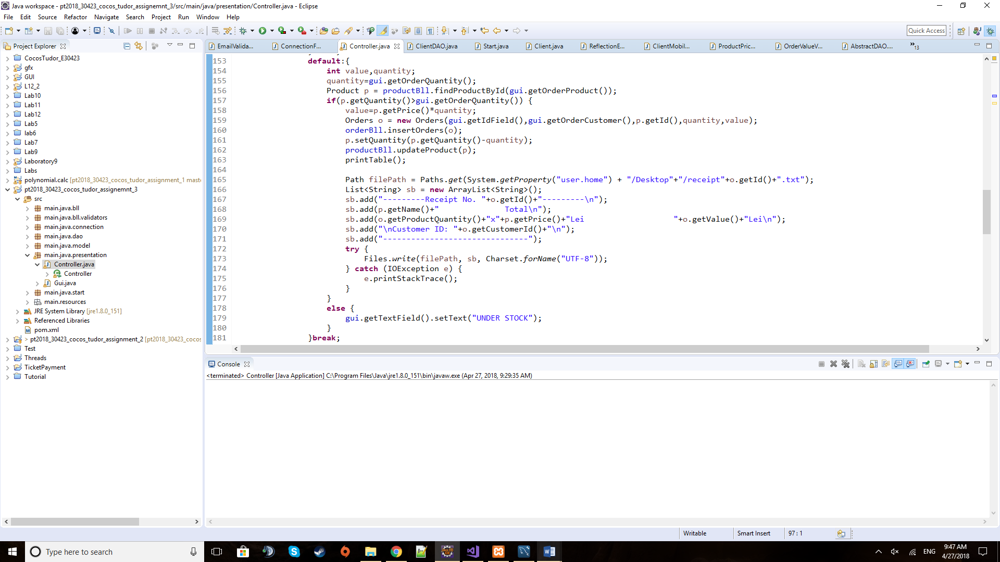 Java workspace - pt2018_30423_cocos_tudor_assignemnt_3/src/main/java/presentation/Controller.java - Eclipse
File Edit Source Refactor Navigate Search Project Run Window Help
Quick Access
Project Explorer
EmailValida... ConnectionF... Controller.java ClientDAO.java Start.java Client.java ReflectionE... ClientMobil... ProductPric... OrderValueV... AbstractDAO.... »13
CocosTudor_E30423
gfx
GUI
L12_2
Lab10
Lab11
Lab12
Lab5
lab6
Lab7
Lab9
Laboratory9
Labs
polynomial.calc [pt2018_30423_cocos_tudor_assignment_1 maste
pt2018_30423_cocos_tudor_assignemnt_3
src
main.java.bll
main.java.bll.validators
main.java.connection
main.java.dao
main.java.model
main.java.presentation
Controller.java
Controller
Gui.java
main.java.start
main.resources
JRE System Library [jre1.8.0_151]
Referenced Libraries
pom.xml
> pt2018_30423_cocos_tudor_assignment_2 [pt2018_30423_cocos
Test
Threads
TicketPayment
Tutorial
153 default:{
154 int value,quantity;
155 quantity=gui.getOrderQuantity();
156 Product p = productBll.findProductById(gui.getOrderProduct());
157 if(p.getQuantity()>gui.getOrderQuantity()) {
158 value=p.getPrice()*quantity;
159 Orders o = new Orders(gui.getIdField(),gui.getOrderCustomer(),p.getId(),quantity,value);
160 orderBll.insertOrders(o);
161 p.setQuantity(p.getQuantity()-quantity);
162 productBll.updateProduct(p);
163 printTable();
164
165 Path filePath = Paths.get(System.getProperty("user.home") + "/Desktop"+"/receipt"+o.getId()+".txt");
166 List<String> sb = new ArrayList<String>();
167 sb.add("---------Receipt No. "+o.getId()+"---------\n");
168 sb.add(p.getName()+"              Total\n");
169 sb.add(o.getProductQuantity()+"x"+p.getPrice()+"Lei                   "+o.getValue()+"Lei\n");
170 sb.add("\nCustomer ID: "+o.getCustomerId()+"\n");
171 sb.add("-------------------------------");
172 try {
173 Files.write(filePath, sb, Charset.forName("UTF-8"));
174 } catch (IOException e) {
175 e.printStackTrace();
176 }
177 }
178 else {
179 gui.getTextField().setText("UNDER STOCK");
180 }
181 }break;
Console
<terminated> Controller [Java Application] C:\Program Files\Java\jre1.8.0_151\bin\javaw.exe (Apr 27, 2018, 9:29:35 AM)
Writable Smart Insert 97 : 1
Type here to search
ENG
9:47 AM
4/27/2018